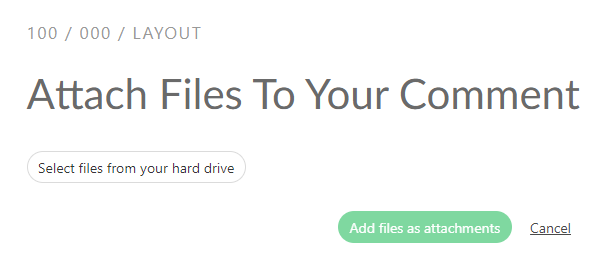 100 / 000 / LAYOUT
Attach Files To Your Comment
Select files from your hard drive
Add files as attachments Cancel